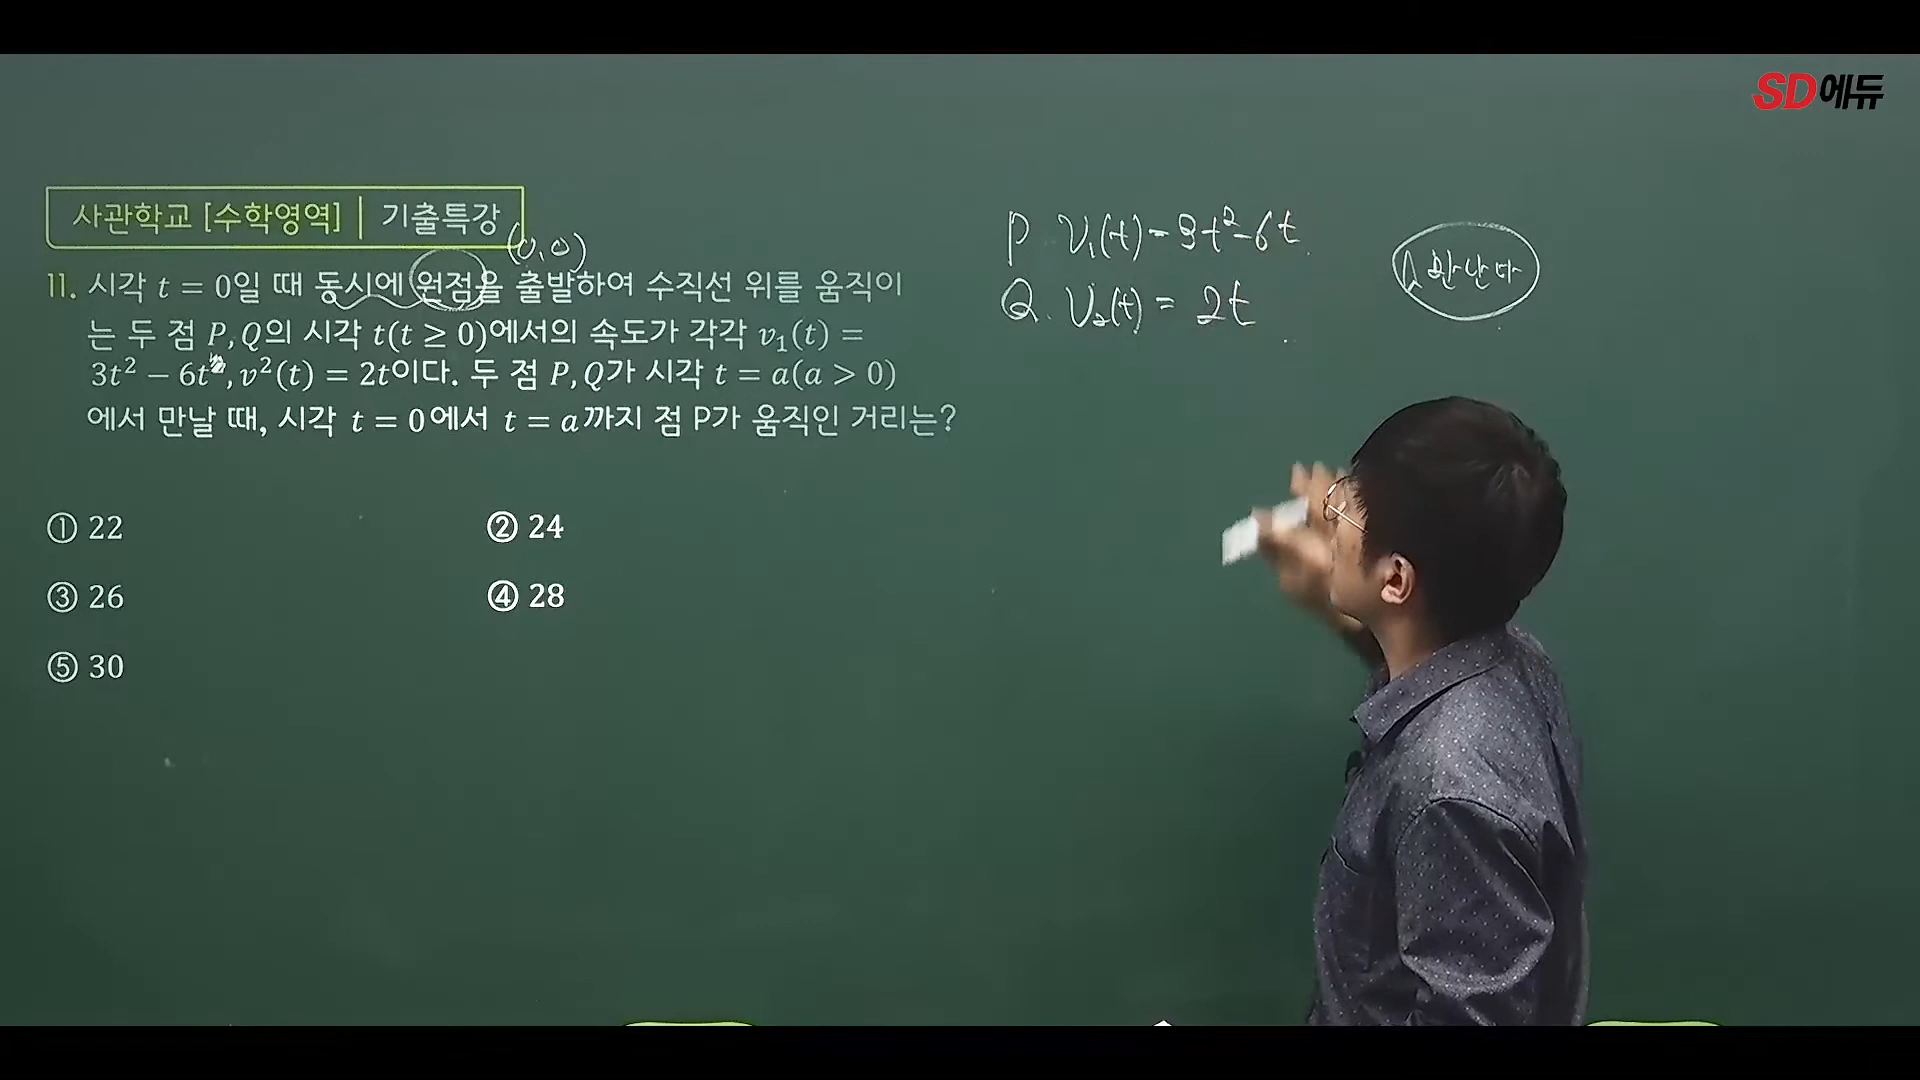 SD에듀
사관학교 [수학영역] | 기출특강
(0, 0)
11. 시각 t = 0일 때 동시에 원점을 출발하여 수직선 위를 움직이
는 두 점 P, Q의 시각 t(t ≥ 0)에서의 속도가 각각 v₁(t) =
3t² − 6t, v²(t) = 2t이다. 두 점 P, Q가 시각 t = a(a > 0)
에서 만날 때, 시각 t = 0에서 t = a까지 점 P가 움직인 거리는?
① 22
② 24
③ 26
④ 28
⑤ 30
P. V₁(t) = 3t² − 6t
Q. V₂(t) = 2t
만난다